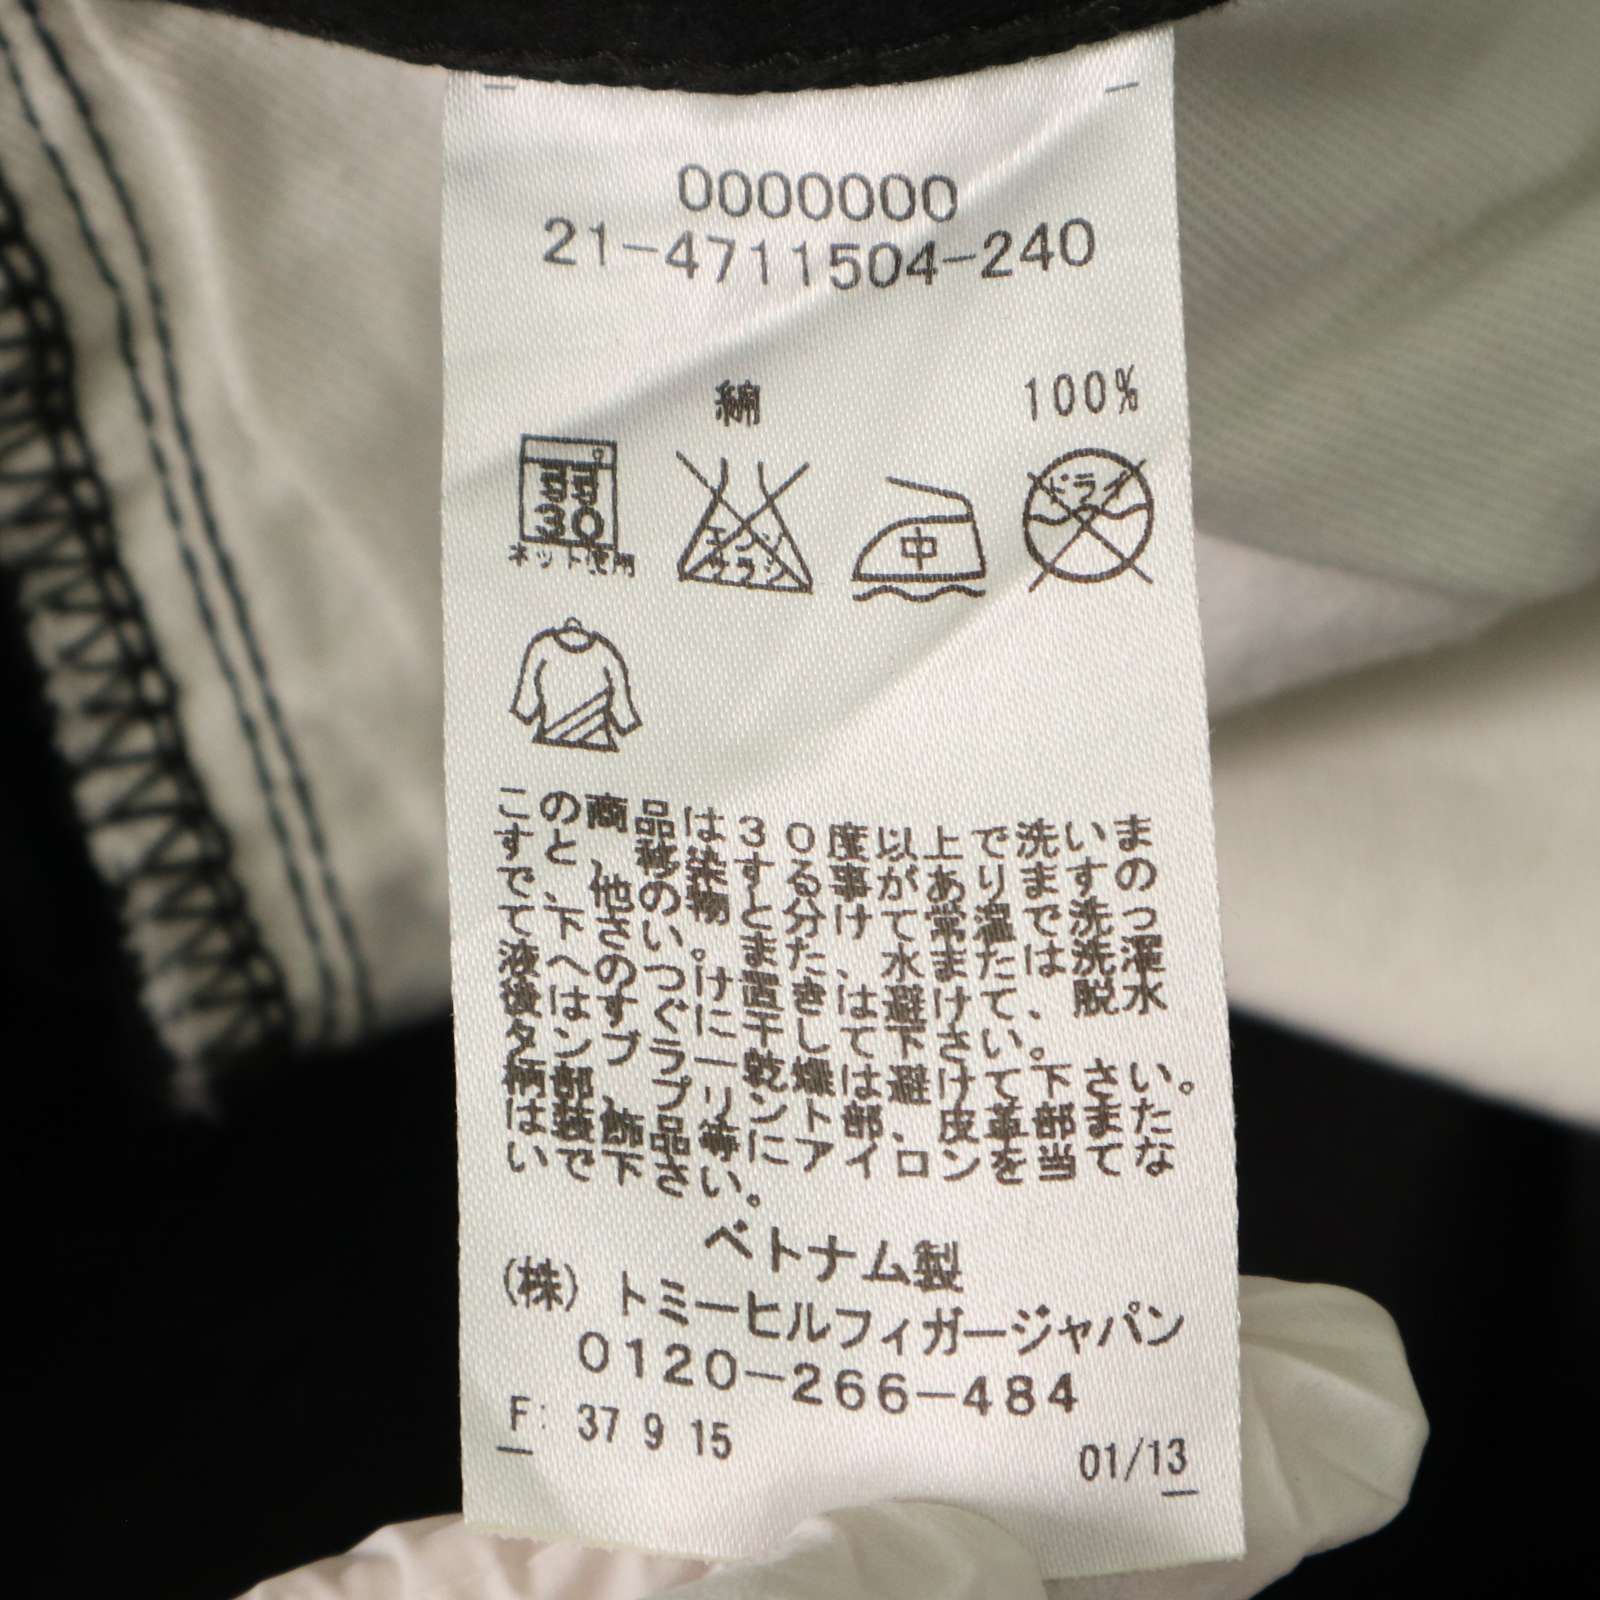 0000000
21-4711504-240
綿 100%
弱
30
ネット使用
エンソ
サラシ
中
ドライ
この商品は３０度以上で洗いま
すと、移染する事がありますの
で、他の物と分けて常温で洗っ
て下さい。また、水または洗濯
液へのつけ置きは避けて、脱水
後はすぐに干して下さい。
タンブラー乾燥は避けて下さい。
柄部、プリント部、皮革部また
は装飾品等にアイロンを当てな
いで下さい。
ベトナム製
(株) トミーヒルフィガージャパン
0120-266-484
F: 37 9 15 01/13